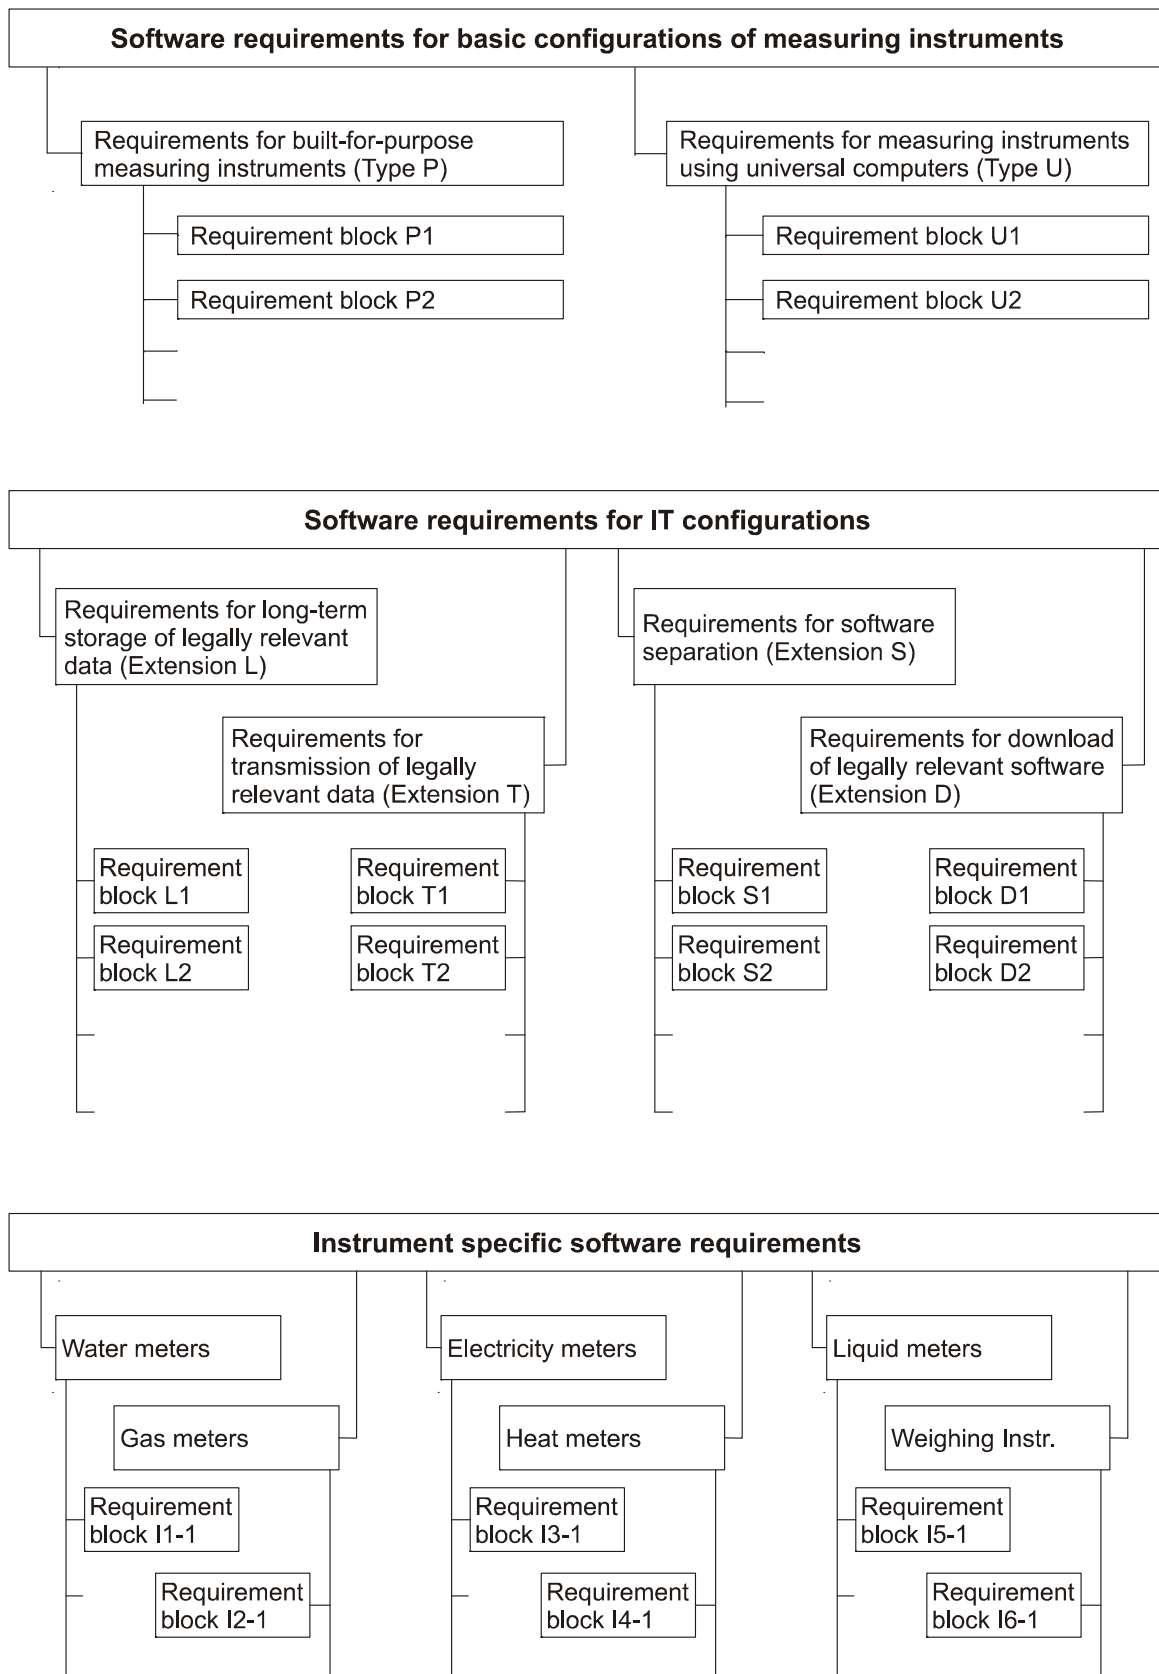 Software requirements for basic configurations of measuring instruments
Requirements for built-for-purpose
measuring instruments (Type P)
Requirement block P1
Requirement block P2
Requirements for measuring instruments
using universal computers (Type U)
Requirement block U1
Requirement block U2
Software requirements for IT configurations
Requirements for long-term
storage of legally relevant
data (Extension L)
Requirements for
transmission of legally
relevant data (Extension T)
Requirement
block L1
Requirement
block L2
Requirement
block T1
Requirement
block T2
Requirements for software
separation (Extension S)
Requirements for download
of legally relevant software
(Extension D)
Requirement
block S1
Requirement
block S2
Requirement
block D1
Requirement
block D2
Instrument specific software requirements
Water meters
Gas meters
Requirement
block I1-1
Requirement
block I2-1
Electricity meters
Heat meters
Requirement
block I3-1
Requirement
block I4-1
Liquid meters
Weighing Instr.
Requirement
block I5-1
Requirement
block I6-1